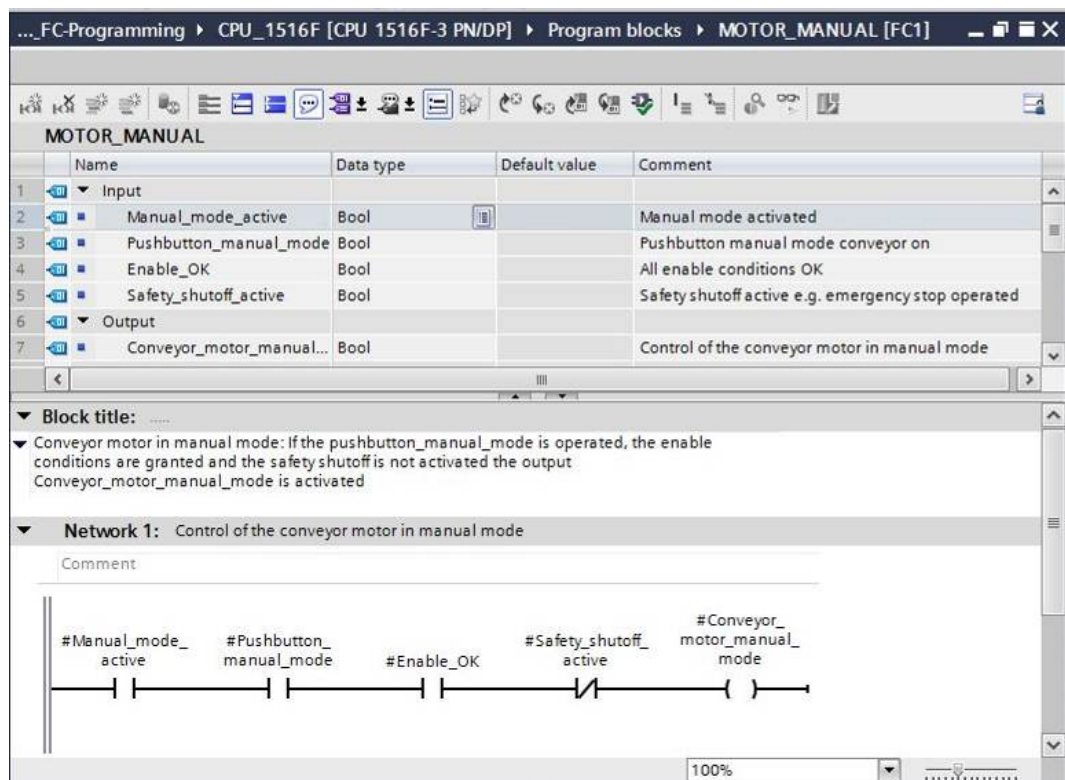 ..._FC-Programming ▸ CPU_1516F [CPU 1516F-3 PN/DP] ▸ Program blocks ▸ MOTOR_MANUAL [FC1]
MOTOR_MANUAL
Name Data type Default value Comment
1 Input
2 Manual_mode_active Bool Manual mode activated
3 Pushbutton_manual_mode Bool Pushbutton manual mode conveyor on
4 Enable_OK Bool All enable conditions OK
5 Safety_shutoff_active Bool Safety shutoff active e.g. emergency stop operated
6 Output
7 Conveyor_motor_manual... Bool Control of the conveyor motor in manual mode
Block title: .....
Conveyor motor in manual mode: If the pushbutton_manual_mode is operated, the enable
conditions are granted and the safety shutoff is not activated the output
Conveyor_motor_manual_mode is activated
Network 1: Control of the conveyor motor in manual mode
Comment
#Manual_mode_
active
#Pushbutton_
manual_mode
#Enable_OK
#Safety_shutoff_
active
#Conveyor_
motor_manual_
mode
100%